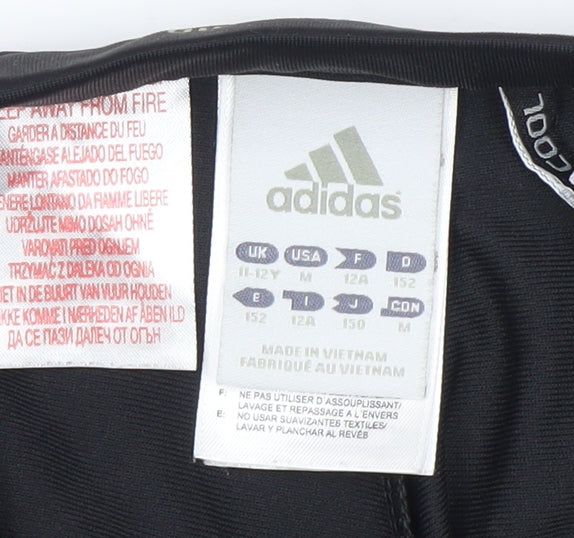 EEP AWAY FROM FIRE
GARDER A DISTANCE DU FEU
ANTÉNGASE ALEJADO DEL FUEGO
MANTER AFASTADO DO FOGO
ENERE LONTANO DA FIAMME LIBERE
UDRŽUJTE MIMO DOSAH OHNĚ
VAROVATI PRED OGNJEM
TRZYMAĆ Z DALEKA OD OGNIA
IET IN DE BUURT VAN VUUR HOUDEN
KKE KOMME I NÆRHEDEN AF ÅBEN ILD
ДА СЕ ПАЗИ ДАЛЕЧ ОТ ОГЪН
adidas
UK USA F D
11-12Y M 12A 152
E I J CON
152 12A 150 M
MADE IN VIETNAM
FABRIQUÉ AU VIETNAM
F: NE PAS UTILISER D'ASSOUPLISSANT/
LAVAGE ET REPASSAGE A L'ENVERS
E: NO USAR SUAVIZANTES TEXTILES/
LAVAR Y PLANCHAR AL REVÉS
COOL